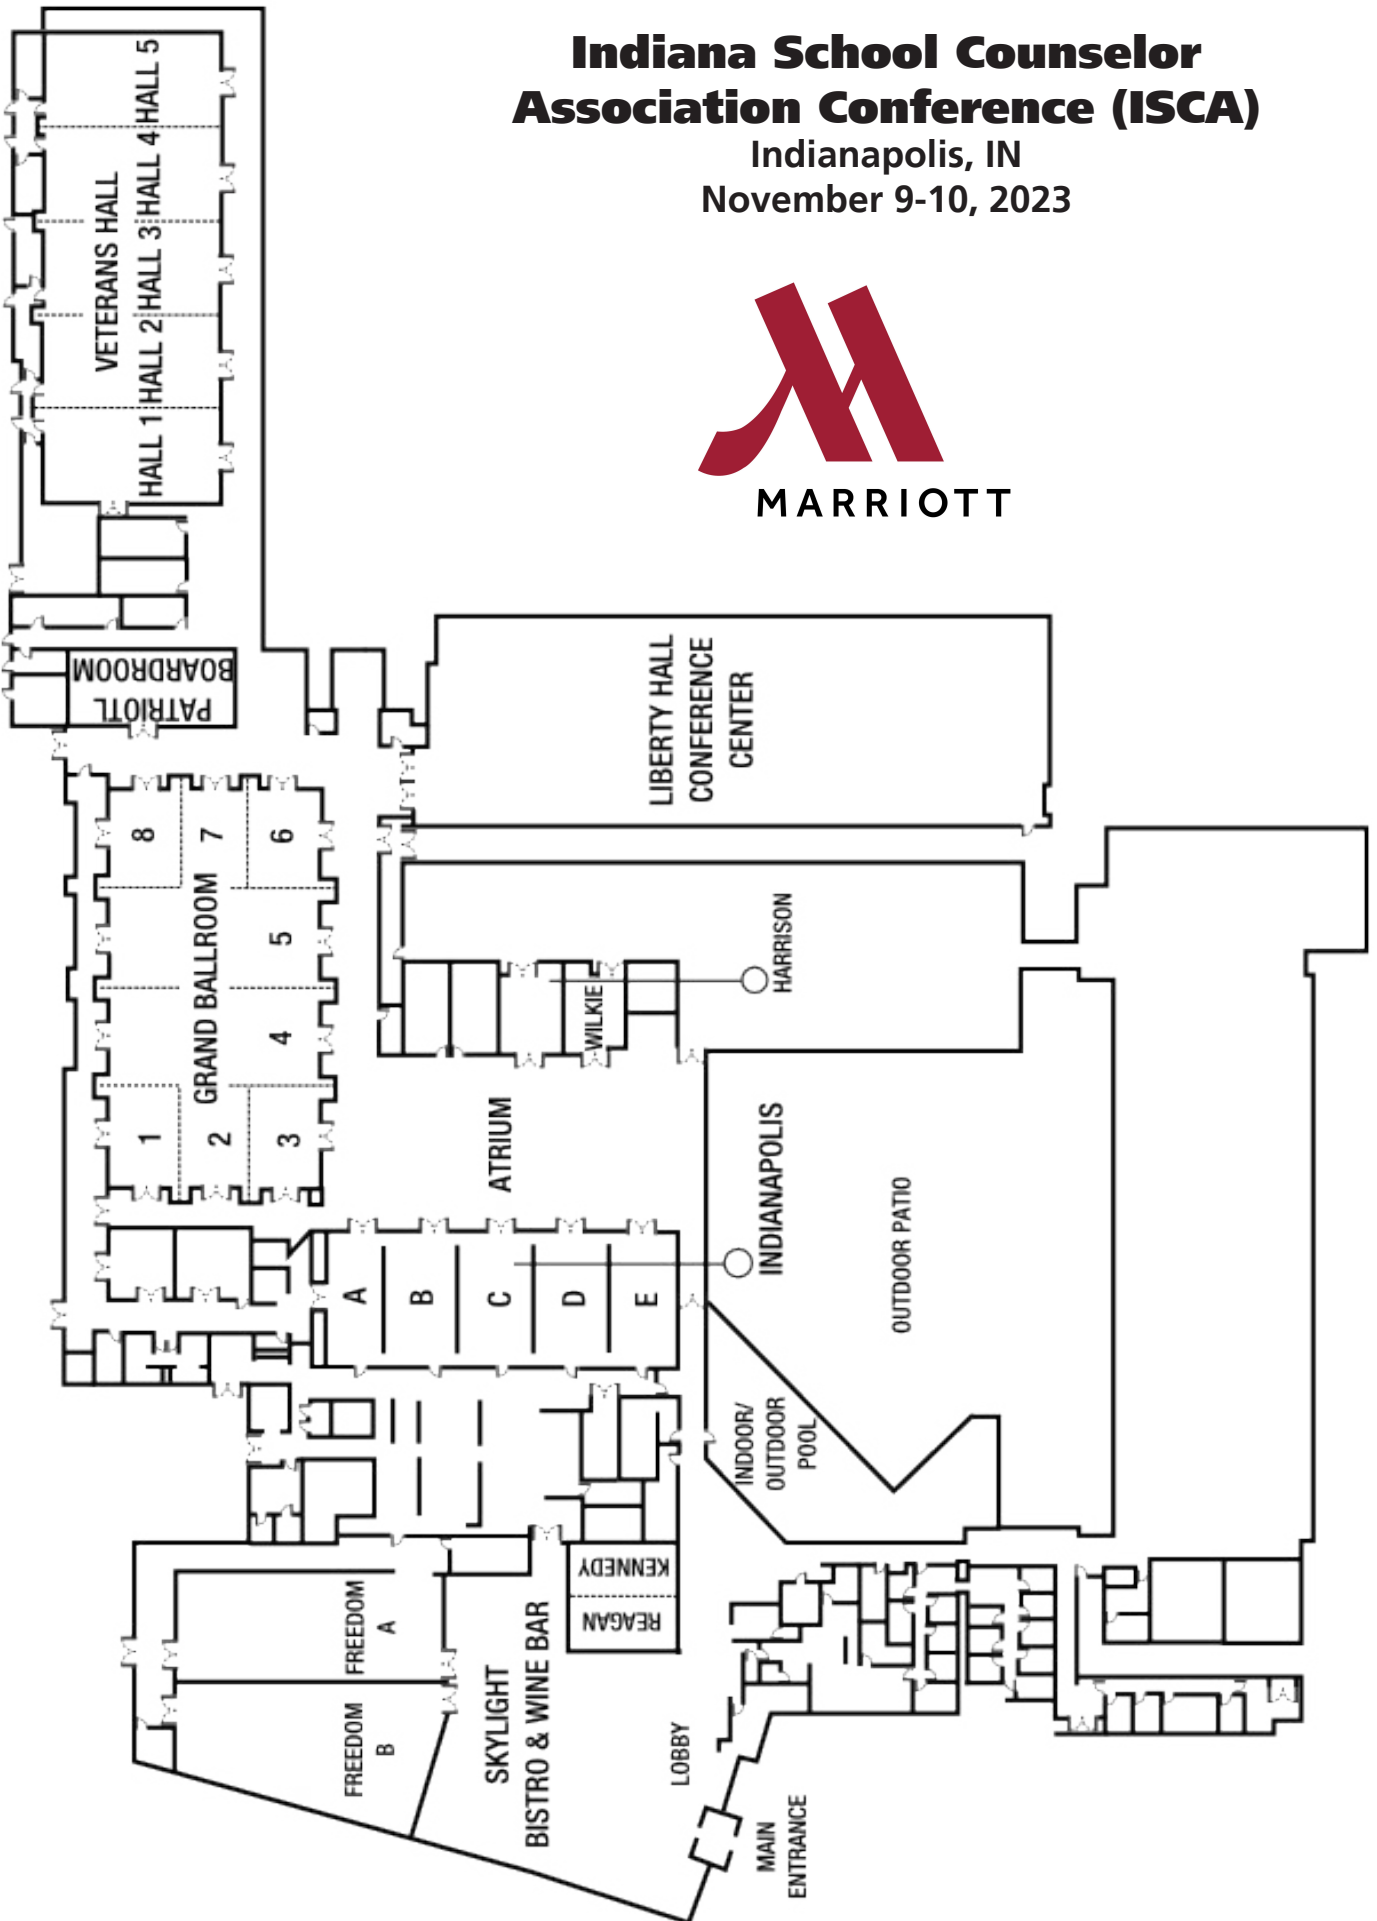 Indiana School Counselor
Association Conference (ISCA)
Indianapolis, IN
November 9-10, 2023
MARRIOTT
VETERANS HALL
HALL 1 HALL 2 HALL 3 HALL 4 HALL 5
PATRIOTL
BOARDROOM
LIBERTY HALL
CONFERENCE
CENTER
GRAND BALLROOM
8
7
6
5
4
1
2
3
HARRISON
WILKIE
ATRIUM
INDIANAPOLIS
A
B
C
D
E
OUTDOOR PATIO
INDOOR/
OUTDOOR
POOL
KENNEDY
REAGAN
FREEDOM
A
FREEDOM
B
SKYLIGHT
BISTRO & WINE BAR
LOBBY
MAIN
ENTRANCE